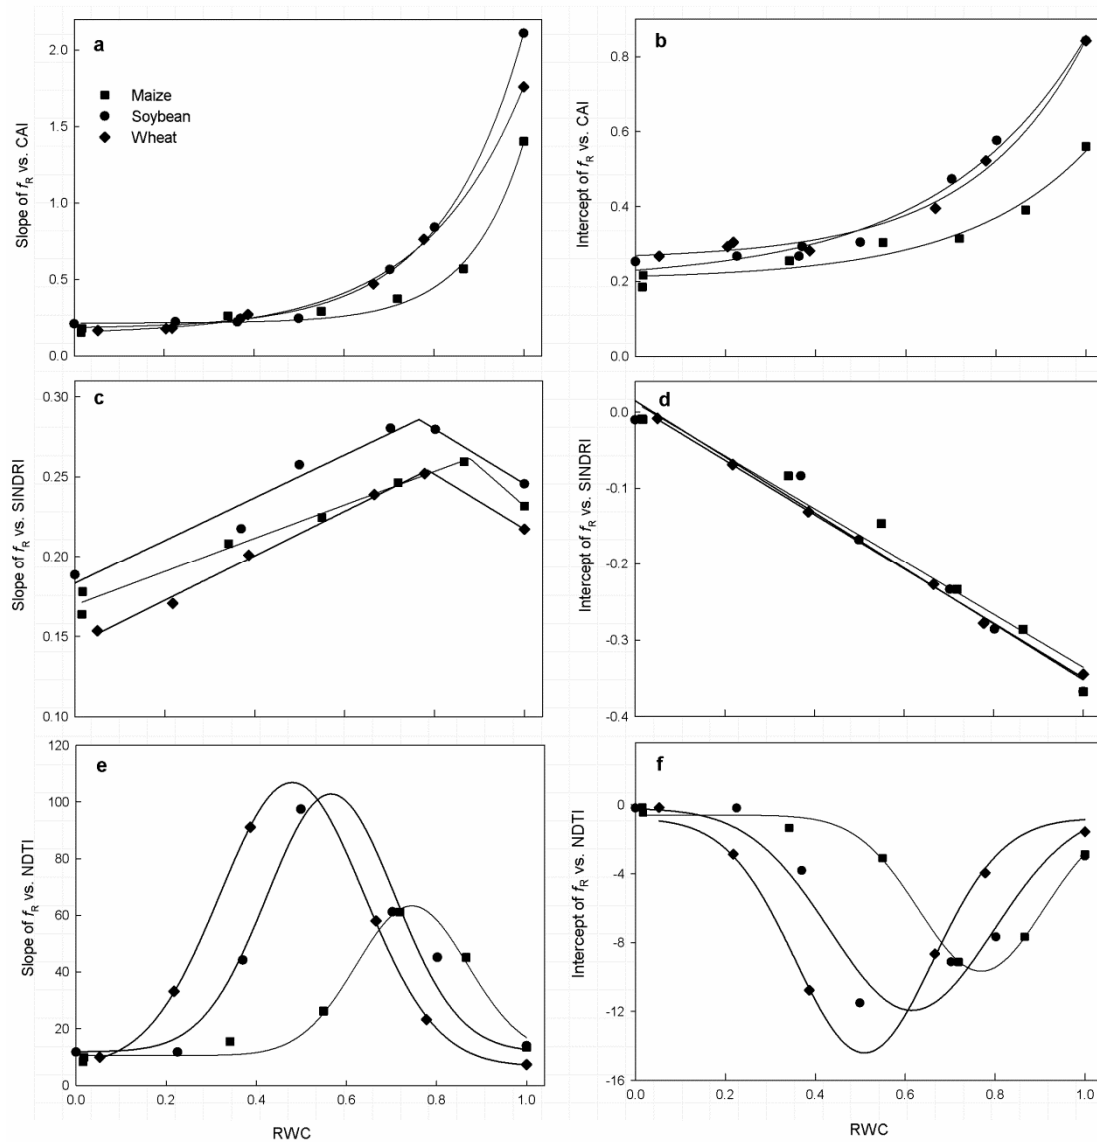 a
Maize
Soybean
Wheat
Slope of fR vs. CAI
2.0
1.5
1.0
0.5
0.0
b
Intercept of fR vs. CAI
0.8
0.6
0.4
0.2
0.0
c
Slope of fR vs. SINDRI
0.30
0.25
0.20
0.15
0.10
d
Intercept of fR vs. SINDRI
0.0
-0.1
-0.2
-0.3
-0.4
e
Slope of fR vs. NDTI
120
100
80
60
40
20
0
0.0 0.2 0.4 0.6 0.8 1.0
RWC
f
Intercept of fR vs. NDTI
0
-4
-8
-12
-16
0.0 0.2 0.4 0.6 0.8 1.0
RWC